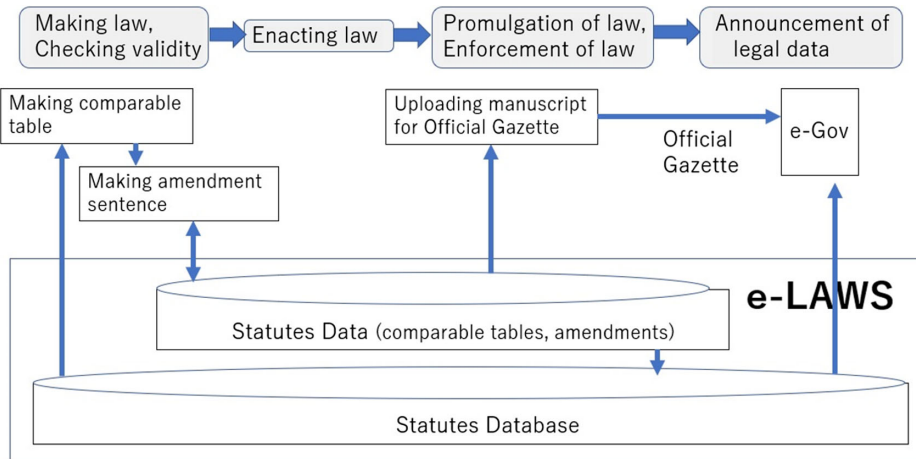 Making law,
Checking validity
Enacting law
Promulgation of law,
Enforcement of law
Announcement of
legal data
Making comparable
table
Uploading manuscript
for Official Gazette
e-Gov
Official
Gazette
Making amendment
sentence
e-LAWS
Statutes Data (comparable tables, amendments)
Statutes Database